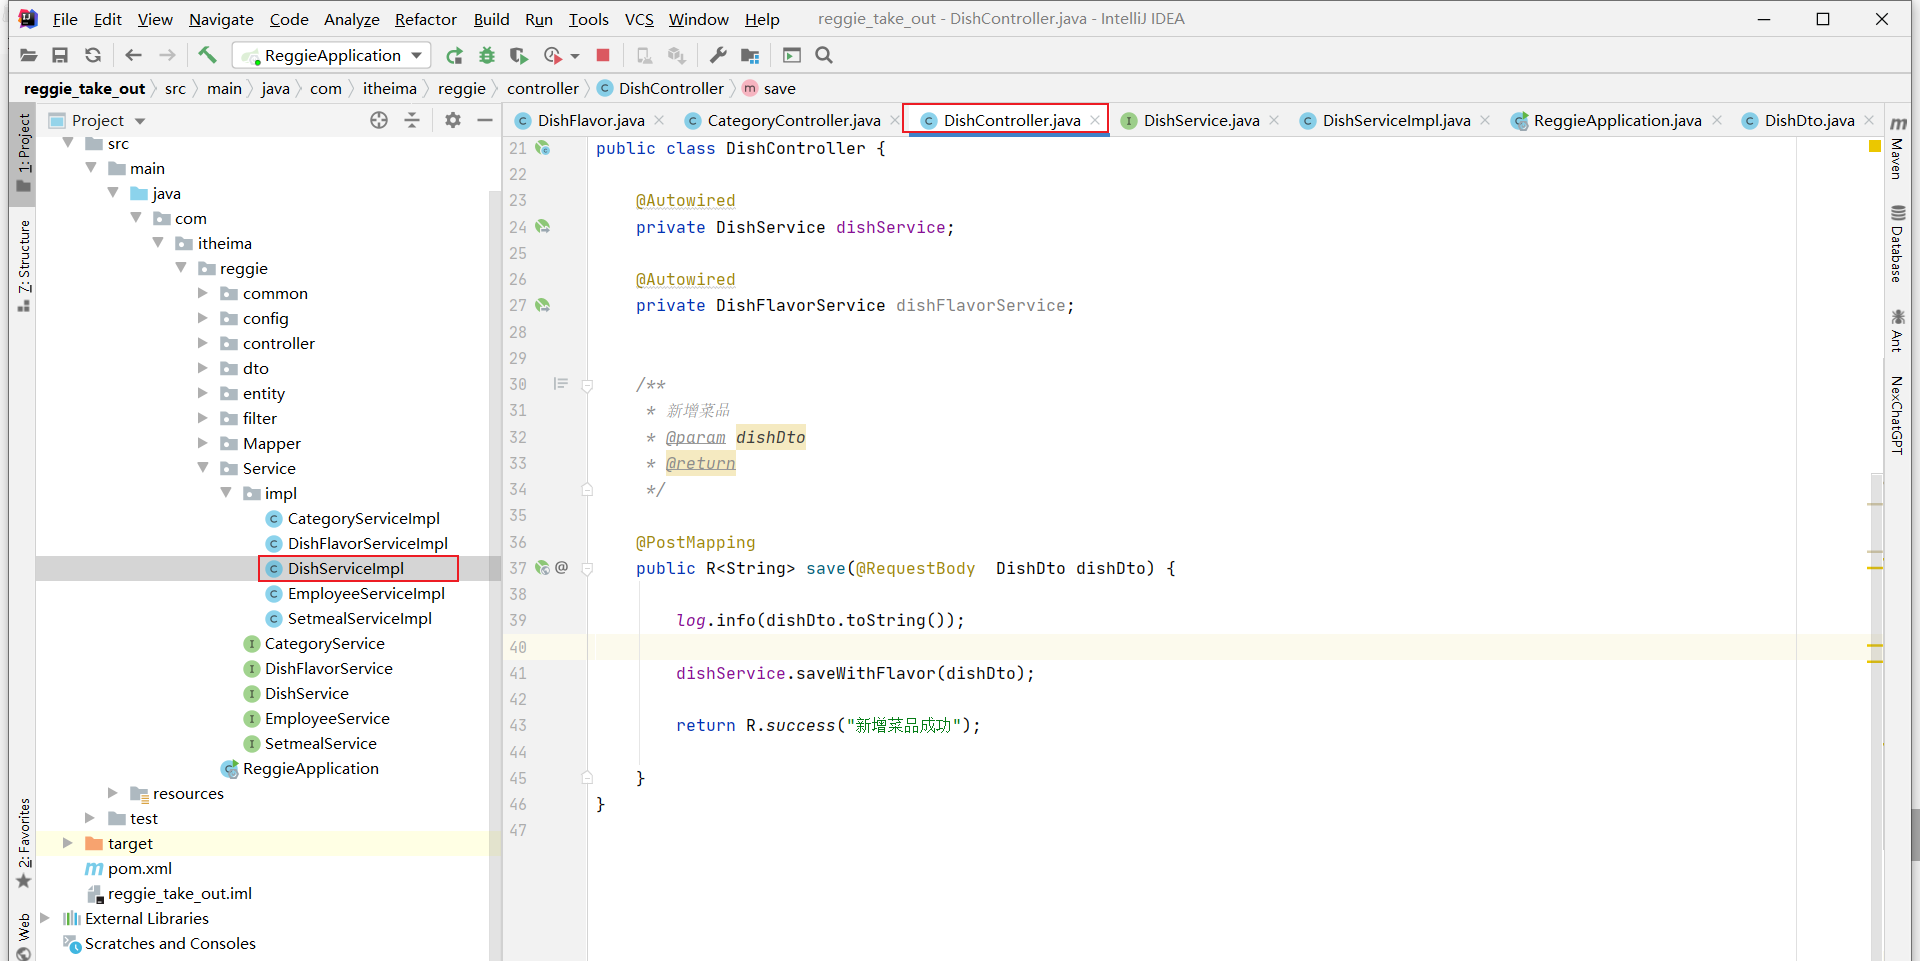 File Edit View Navigate Code Analyze Refactor Build Run Tools VCS Window Help reggie_take_out - DishController.java - IntelliJ IDEA
ReggieApplication
reggie_take_out src main java com itheima reggie controller DishController save
Project
DishFlavor.java CategoryController.java DishController.java DishService.java DishServiceImpl.java ReggieApplication.java DishDto.java
1: Project
7: Structure
2: Favorites
Web
src
main
java
com
itheima
reggie
common
config
controller
dto
entity
filter
Mapper
Service
impl
CategoryServiceImpl
DishFlavorServiceImpl
DishServiceImpl
EmployeeServiceImpl
SetmealServiceImpl
CategoryService
DishFlavorService
DishService
EmployeeService
SetmealService
ReggieApplication
resources
test
target
pom.xml
reggie_take_out.iml
External Libraries
Scratches and Consoles
21 public class DishController {
22
23 @Autowired
24 private DishService dishService;
25
26 @Autowired
27 private DishFlavorService dishFlavorService;
28
29
30 /**
31 * 新增菜品
32 * @param dishDto
33 * @return
34 */
35
36 @PostMapping
37 public R<String> save(@RequestBody  DishDto dishDto) {
38
39 log.info(dishDto.toString());
40
41 dishService.saveWithFlavor(dishDto);
42
43 return R.success("新增菜品成功");
44
45 }
46 }
47
Maven
Database
Ant
NexChatGPT